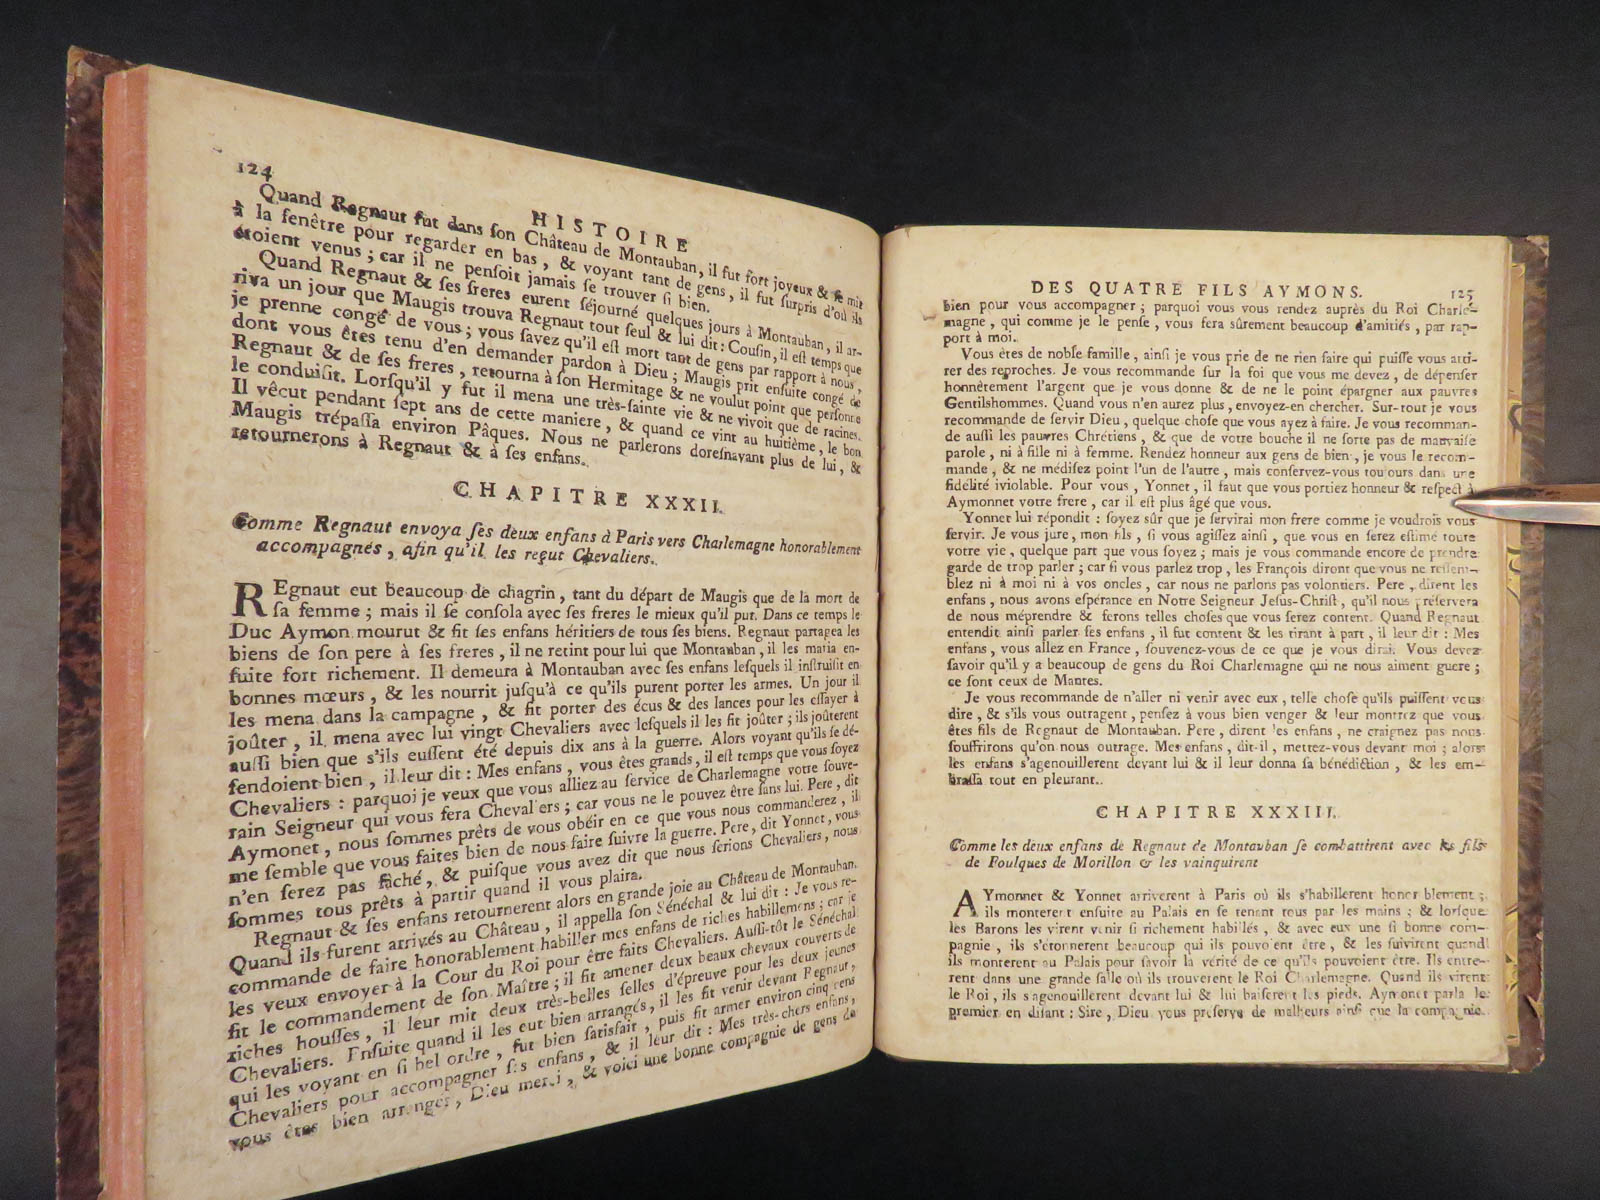 124
HISTOIRE
Quand Regnaut fut dans ſon Château de Montauban, il fut fort joyeux & ſe mit
à la fenêtre pour regarder en bas, & voyant tant de gens, il fut ſurpris d'où ils
étoient venus ; car il ne penſoit jamais ſe trouver ſi bien.
Quand Regnaut & ſes freres eurent ſéjourné quelques jours à Montauban, il ar-
riva un jour que Maugis trouva Regnaut tout ſeul & lui dit : Couſin, il eſt temps que
je prenne congé de vous ; vous ſavez qu'il eſt mort tant de gens par rapport à nous,
dont vous êtes tenu d'en demander pardon à Dieu ; Maugis prit enſuite congé de
Regnaut & de ſes freres, retourna à ſon Hermitage & ne voulut point que perſonne
le conduiſit. Lorſqu'il y fut il mena une très-ſainte vie & ne vivoit que de racines.
Il vêcut pendant ſept ans de cette maniere, & quand ce vint au huitième, le bon
Maugis trépaſſa environ Pâques. Nous ne parlerons doreſnavant plus de lui, &
retournerons à Regnaut & à ſes enfans.
CHAPITRE XXXII.
Comme Regnaut envoya ſes deux enfans à Paris vers Charlemagne honorablement
accompagnés, afin qu'il les reçut Chevaliers.
REgnaut eut beaucoup de chagrin, tant du départ de Maugis que de la mort de
ſa femme ; mais il ſe conſola avec ſes freres le mieux qu'il put. Dans ce temps le
Duc Aymon mourut & fit ſes enfans héritiers de tous ſes biens. Regnaut partagea les
biens de ſon pere à ſes freres, il ne retint pour lui que Montauban, il les maria en-
ſuite fort richement. Il demeura à Montauban avec ſes enfans leſquels il inſtruiſit en
bonnes mœurs, & les nourrit juſqu'à ce qu'ils purent porter les armes. Un jour il
les mena dans la campagne, & fit porter des écus & des lances pour les eſſayer à
joûter, il mena avec lui vingt Chevaliers avec leſquels il les fit joûter ; ils joûterent
auſſi bien que s'ils euſſent été depuis dix ans à la guerre. Alors voyant qu'ils ſe dé-
fendoient bien, il leur dit : Mes enfans, vous êtes grands, il eſt temps que vous ſoyez
Chevaliers : parquoi je veux que vous alliez au ſervice de Charlemagne votre ſouve-
rain Seigneur qui vous fera Chevaliers ; car vous ne le pouvez être ſans lui. Pere, dit
Aymonet, nous ſommes prêts de vous obéir en ce que vous nous commanderez, il
me ſemble que vous faites bien de nous faire ſuivre la guerre. Pere, dit Yonnet, vous
n'en ſerez pas fâché, & puiſque vous avez dit que nous ſerions Chevaliers, nous
ſommes tous prêts à partir quand il vous plaira.
Regnaut & ſes enfans retournerent alors en grande joie au Château de Montauban.
Quand ils furent arrivés au Château, il appella ſon Sénéchal & lui dit : Je vous re-
commande de faire honorablement habiller mes enfans de riches habillemens ; car je
les veux envoyer à la Cour du Roi pour être faits Chevaliers. Auſſi-tôt le Sénéchal
fit le commandement de ſon Maître ; il fit amener deux beaux chevaux couverts de
riches houſſes, il leur mit deux très-belles ſelles d'épreuve pour les deux jeunes
Chevaliers. Enſuite quand il les eut bien arrangés, il les fit venir devant Regnaut,
qui les voyant en ſi bel ordre, fut bien ſatisfait, puis fit armer environ cinq cens
Chevaliers pour accompagner ſes enfans, & il leur dit : Mes très-chers enfans,
vous êtes bien arrangés, Dieu merci, & voici une bonne compagnie de gens de
DES QUATRE FILS AYMONS. 125
bien pour vous accompagner ; parquoi vous vous rendez auprès du Roi Charle-
magne, qui comme je le penſe, vous fera ſûrement beaucoup d'amitiés, par rap-
port à moi.
Vous êtes de nobſe famille, ainſi je vous prie de ne rien faire qui puiſſe vous atti-
rer des reproches. Je vous recommande ſur la foi que vous me devez, de dépenſer
honnêtement l'argent que je vous donne & de ne le point épargner aux pauvres
Gentilshommes. Quand vous n'en aurez plus, envoyez-en chercher. Sur-tout je vous
recommande de ſervir Dieu, quelque choſe que vous ayez à faire. Je vous recomman-
de auſſi les pauvres Chrétiens, & que de votre bouche il ne ſorte pas de mauvaiſe
parole, ni à fille ni à femme. Rendez honneur aux gens de bien, je vous le recom-
mande, & ne médiſez point l'un de l'autre, mais conſervez-vous toujours dans une
fidélité iviolable. Pour vous, Yonnet, il faut que vous portiez honneur & reſpect à
Aymonnet votre frere, car il eſt plus âgé que vous.
Yonnet lui répondit : ſoyez sûr que je ſervirai mon frere comme je voudrois vous
ſervir. Je vous jure, mon fils, ſi vous agiſſez ainſi, que vous en ſerez eſtimé toute
votre vie, quelque part que vous ſoyez ; mais je vous commande encore de prendre
garde de trop parler ; car ſi vous parlez trop, les François diront que vous ne reſſem-
blez ni à moi ni à vos oncles, car nous ne parlons pas volontiers. Pere, dirent les
enfans, nous avons eſpérance en Notre Seigneur Jeſus-Chriſt, qu'il nous préſervera
de nous méprendre & ferons telles choſes que vous ſerez content. Quand Regnaut
entendit ainſi parler ſes enfans, il fut content & les tirant à part, il leur dit : Mes
enfans, vous allez en France, ſouvenez-vous de ce que je vous dirai. Vous devez
ſavoir qu'il y a beaucoup de gens du Roi Charlemagne qui ne nous aiment guere ;
ce ſont ceux de Mantes.
Je vous recommande de n'aller ni venir avec eux, telle choſe qu'ils puiſſent vous
dire, & s'ils vous outragent, penſez à vous bien venger & leur montrez que vous
êtes fils de Regnaut de Montauban. Pere, dirent les enfans, ne craignez pas nous
ſouffrirons qu'on nous outrage. Mes enfans, dit-il, mettez-vous devant moi ; alors
les enfans s'agenouillerent devant lui & il leur donna ſa bénédiction, & les em-
braſſa tout en pleurant.
CHAPITRE XXXIII.
Comme les deux enfans de Regnaut de Montauban ſe combattirent avec les fils
de Foulques de Morillon & les vainquirent
AYmonnet & Yonnet arriverent à Paris où ils s'habillerent honorablement ;
ils monterent enſuite au Palais en ſe tenant tous par les mains ; & lorſque
les Barons les virent venir ſi richement habillés, & avec eux une ſi bonne com-
pagnie, ils s'étonnerent beaucoup qui ils pouvoient être, & les ſuivirent quand
ils monterent au Palais pour ſavoir la vérité de ce qu'ils pouvoient être. Ils entre-
rent dans une grande ſalle où ils trouverent le Roi Charlemagne. Quand ils virent
le Roi, ils s'agenouillerent devant lui & lui baiſerent les pieds. Aymonet parla le
premier en diſant : Sire, Dieu vous préſerve de malheurs ainſi que la compagnie